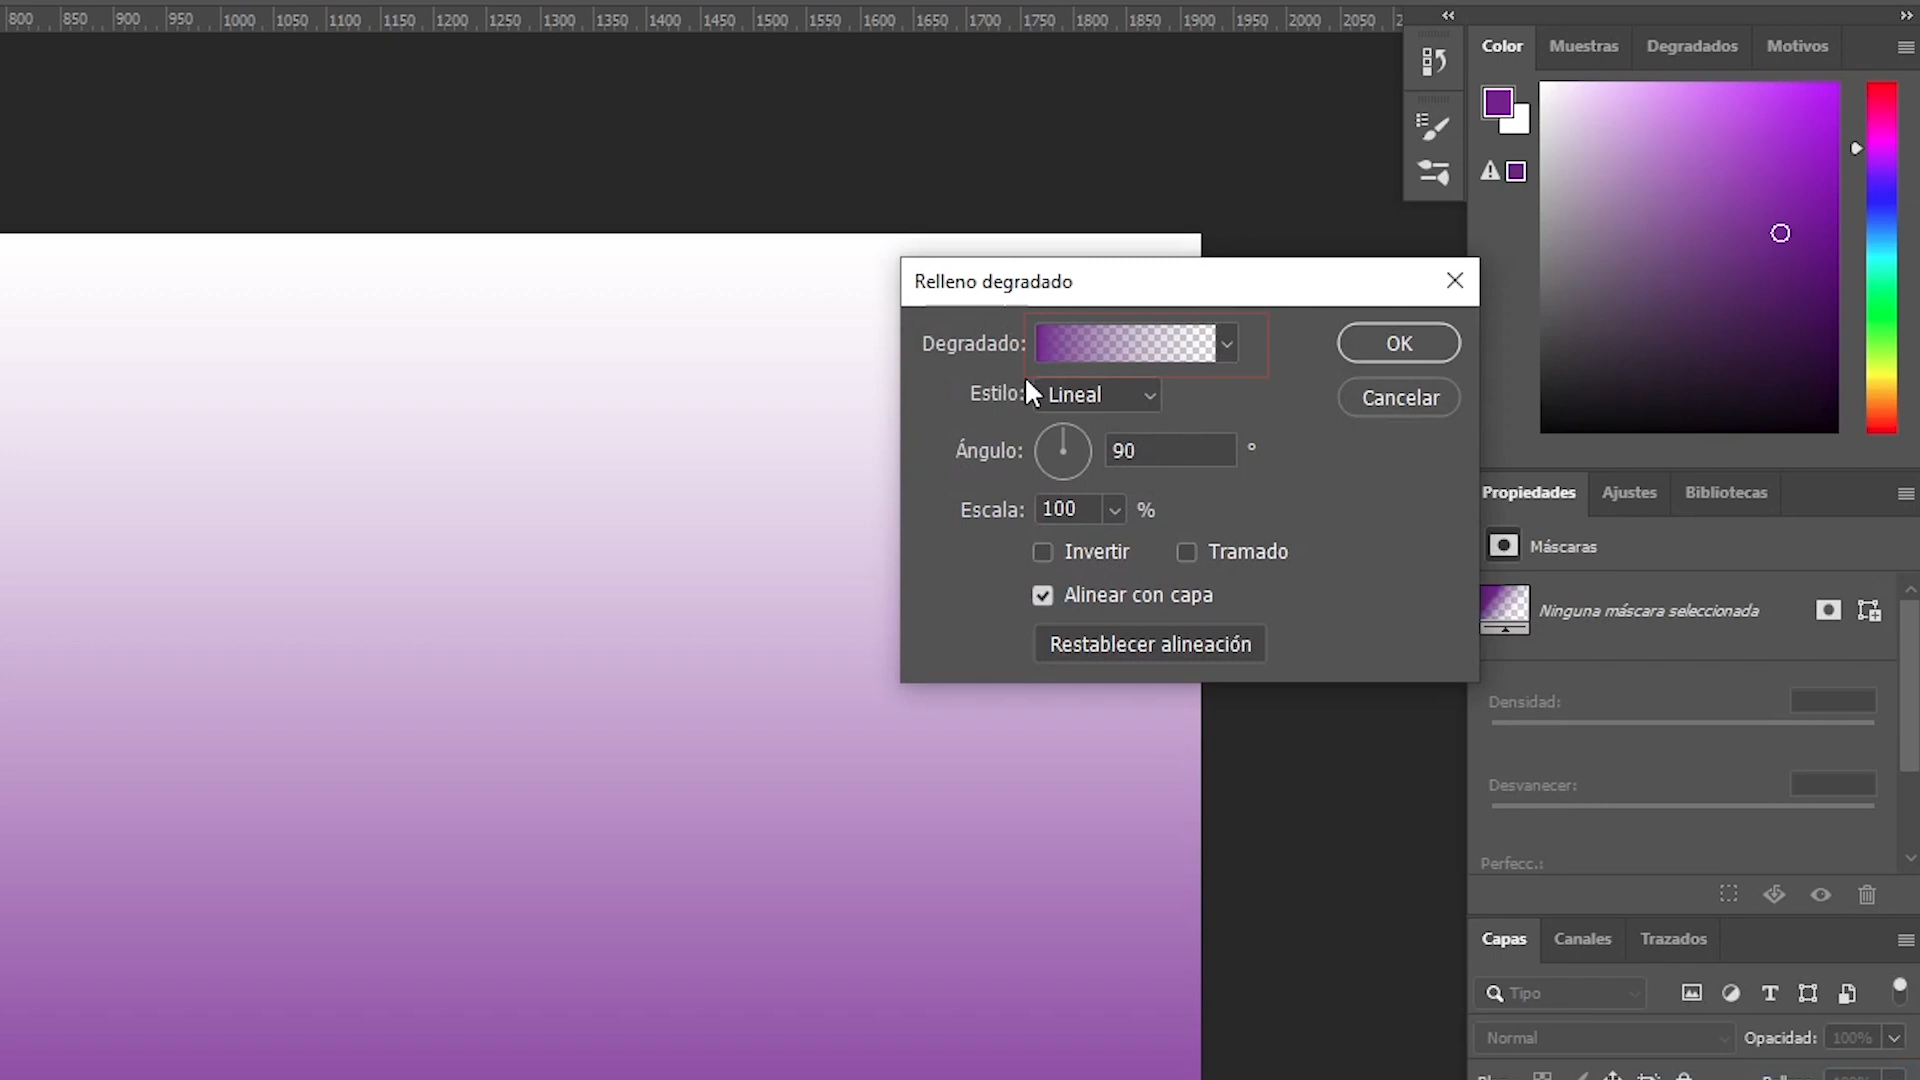 800 850 900 950 1000 1050 1100 1150 1200 1250 1300 1350 1400 1450 1500 1550 1600 1650 1700 1750 1800 1850 1900 1950 2000 2050
Color Muestras Degradados Motivos
Relleno degradado
Degradado:
OK
Estilo: Lineal
Cancelar
Ángulo: 90 °
Escala: 100 %
Invertir Tramado
Alinear con capa
Restablecer alineación
Propiedades Ajustes Bibliotecas
Máscaras
Ninguna máscara seleccionada
Densidad:
Desvanecer:
Perfecc.:
Capas Canales Trazados
Tipo
Normal Opacidad: 100%